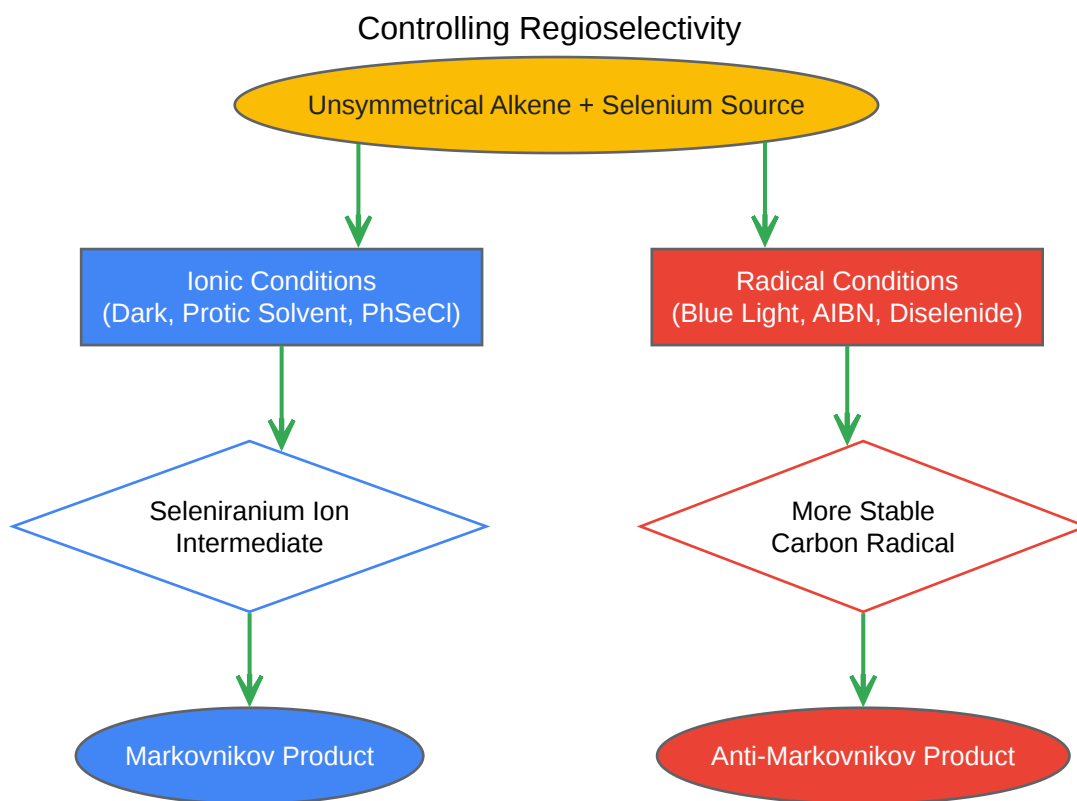 Controlling Regioselectivity
Unsymmetrical Alkene + Selenium Source
Ionic Conditions
(Dark, Protic Solvent, PhSeCl)
Radical Conditions
(Blue Light, AIBN, Diselenide)
Seleniranium Ion
Intermediate
More Stable
Carbon Radical
Markovnikov Product
Anti-Markovnikov Product